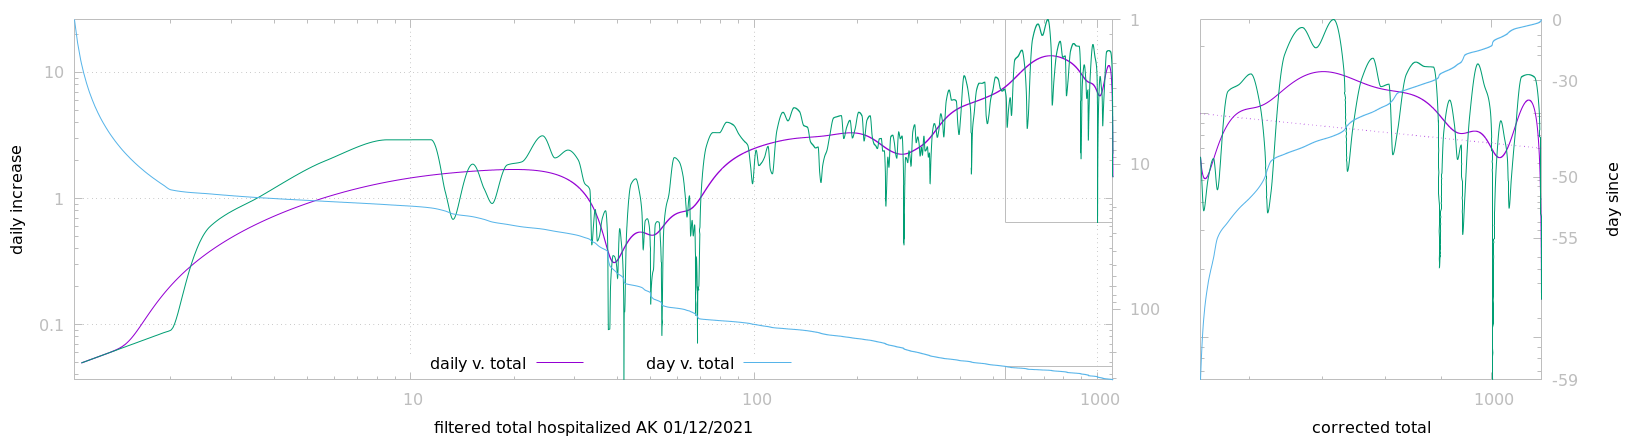 10
1
0.1
daily increase
daily v. total
day v. total
10
100
1000
filtered total hospitalized AK 01/12/2021
1
10
100
0
-30
-50
-55
-59
day since
1000
corrected total